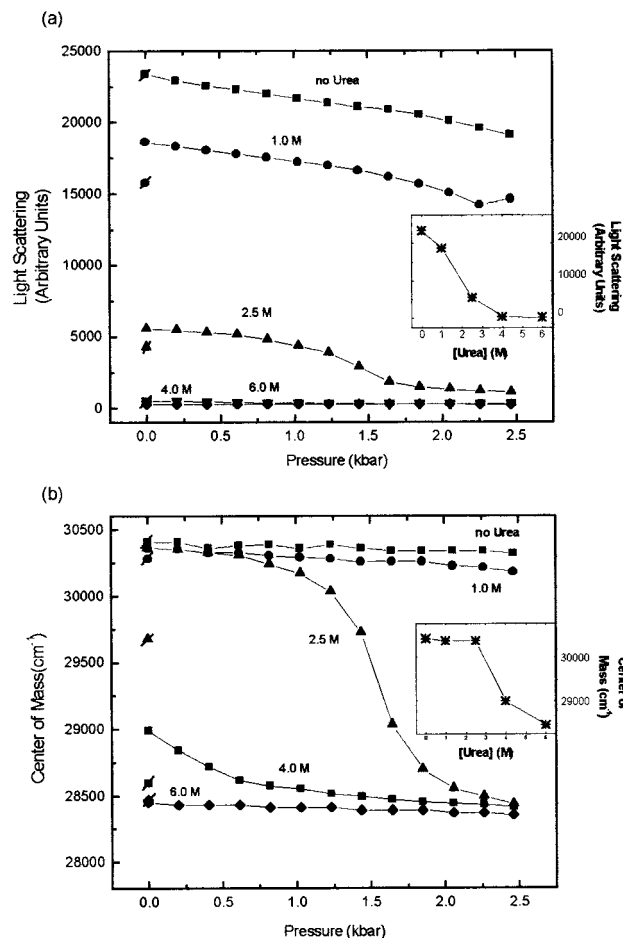 (a)
25000
20000
15000
10000
5000
0
Light Scattering
(Arbitrary Units)
no Urea
1.0 M
2.5 M
4.0 M
6.0 M
20000
10000
0
Light Scattering
(Arbitrary Units)
0 1 2 3 4 5 6
[Urea] (M)
0.0 0.5 1.0 1.5 2.0 2.5
Pressure (kbar)
(b)
30500
30000
29500
29000
28500
28000
Center of Mass(cm-1)
no Urea
1.0 M
2.5 M
4.0 M
6.0 M
30000
29000
Center of
Mass (cm-1)
[Urea] (M)
0.0 0.5 1.0 1.5 2.0 2.5
Pressure (kbar)